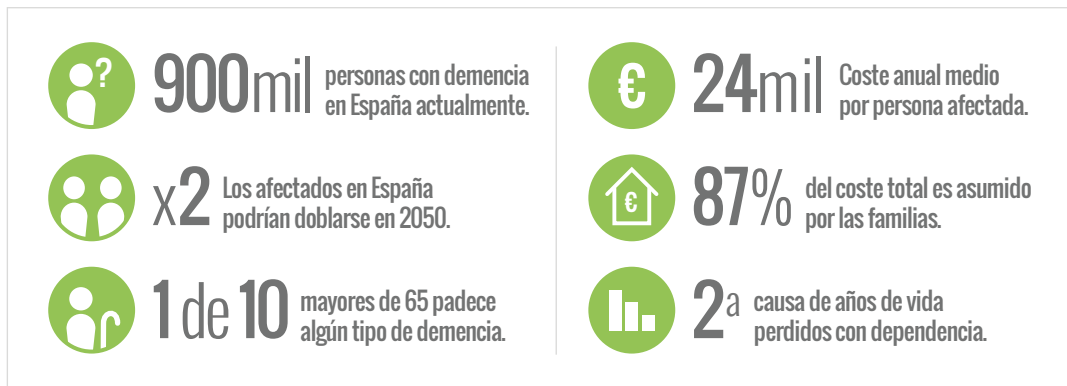 ?
900mil personas con demencia
en España actualmente.
x2 Los afectados en España
podrían doblarse en 2050.
1 de 10 mayores de 65 padece
algún tipo de demencia.
€
24mil Coste anual medio
por persona afectada.
€
87% del coste total es asumido
por las familias.
2ª causa de años de vida
perdidos con dependencia.